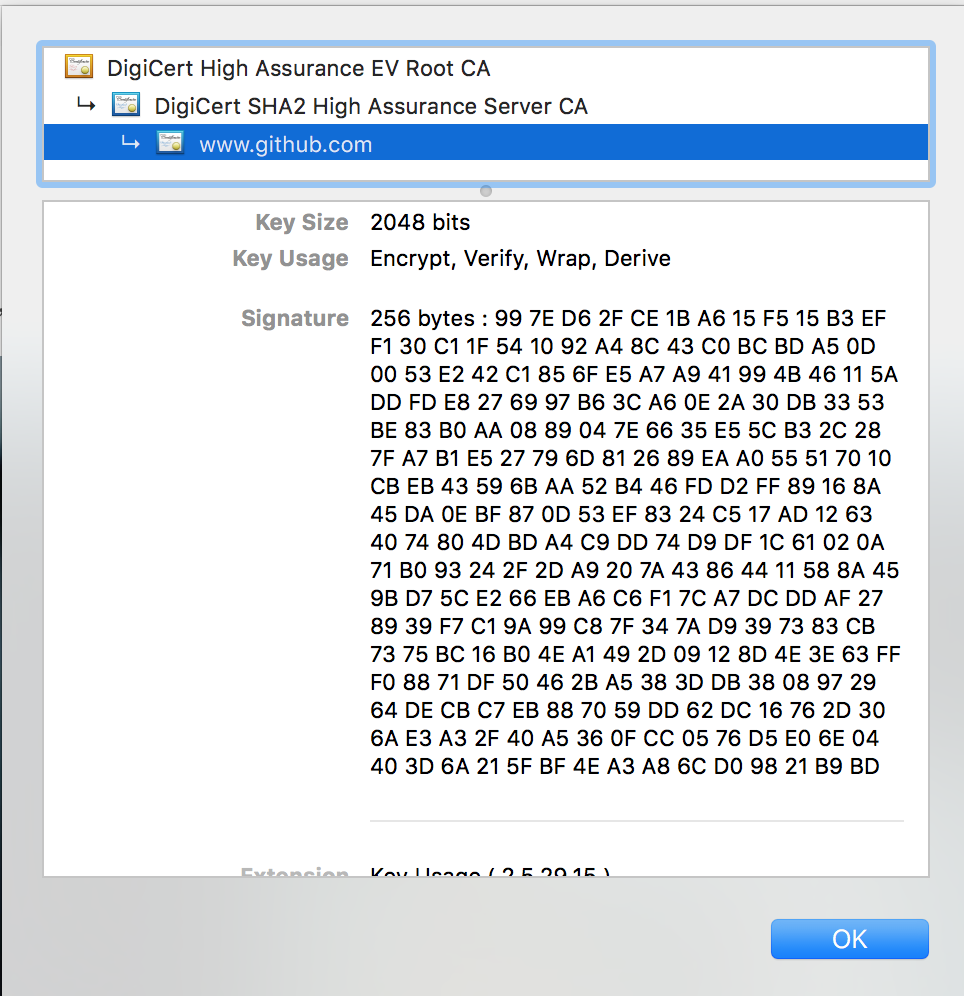 DigiCert High Assurance EV Root CA
DigiCert SHA2 High Assurance Server CA
www.github.com
Key Size 2048 bits
Key Usage Encrypt, Verify, Wrap, Derive
Signature 256 bytes : 99 7E D6 2F CE 1B A6 15 F5 15 B3 EF
F1 30 C1 1F 54 10 92 A4 8C 43 C0 BC BD A5 0D
00 53 E2 42 C1 85 6F E5 A7 A9 41 99 4B 46 11 5A
DD FD E8 27 69 97 B6 3C A6 0E 2A 30 DB 33 53
BE 83 B0 AA 08 89 04 7E 66 35 E5 5C B3 2C 28
7F A7 B1 E5 27 79 6D 81 26 89 EA A0 55 51 70 10
CB EB 43 59 6B AA 52 B4 46 FD D2 FF 89 16 8A
45 DA 0E BF 87 0D 53 EF 83 24 C5 17 AD 12 63
40 74 80 4D BD A4 C9 DD 74 D9 DF 1C 61 02 0A
71 B0 93 24 2F 2D A9 20 7A 43 86 44 11 58 8A 45
9B D7 5C E2 66 EB A6 C6 F1 7C A7 DC DD AF 27
89 39 F7 C1 9A 99 C8 7F 34 7A D9 39 73 83 CB
73 75 BC 16 B0 4E A1 49 2D 09 12 8D 4E 3E 63 FF
F0 88 71 DF 50 46 2B A5 38 3D DB 38 08 97 29
64 DE CB C7 EB 88 70 59 DD 62 DC 16 76 2D 30
6A E3 A3 2F 40 A5 36 0F CC 05 76 D5 E0 6E 04
40 3D 6A 21 5F BF 4E A3 A8 6C D0 98 21 B9 BD
Extension Key Usage ( 2.5.29.15 )
OK